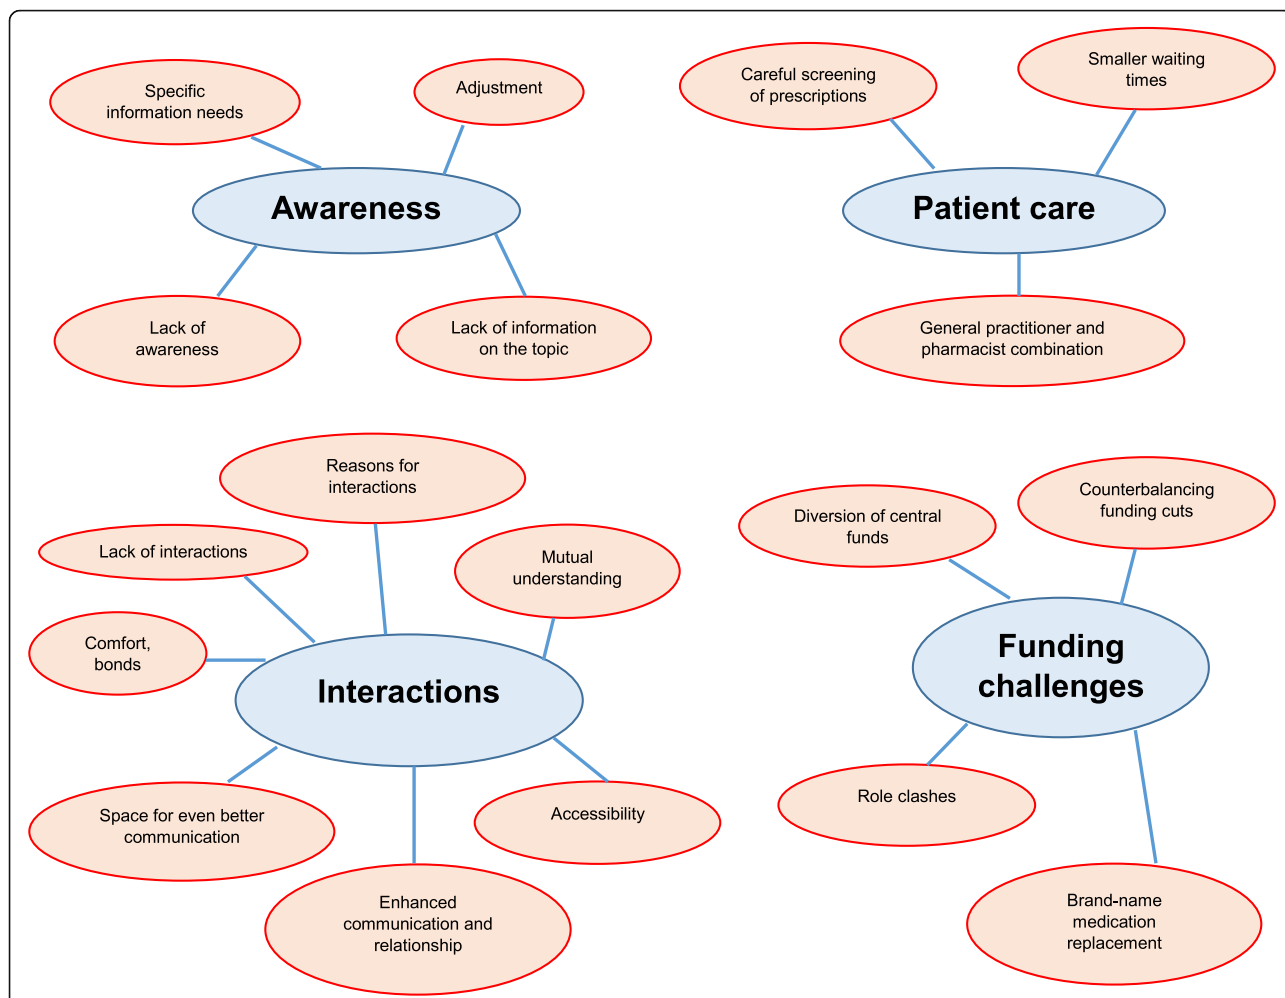 Specific
information needs
Adjustment
Awareness
Lack of
awareness
Lack of information
on the topic
Careful screening
of prescriptions
Smaller waiting
times
Patient care
General practitioner and
pharmacist combination
Reasons for
interactions
Lack of interactions
Mutual
understanding
Comfort,
bonds
Interactions
Space for even better
communication
Accessibility
Enhanced
communication and
relationship
Diversion of central
funds
Counterbalancing
funding cuts
Funding
challenges
Role clashes
Brand-name
medication
replacement